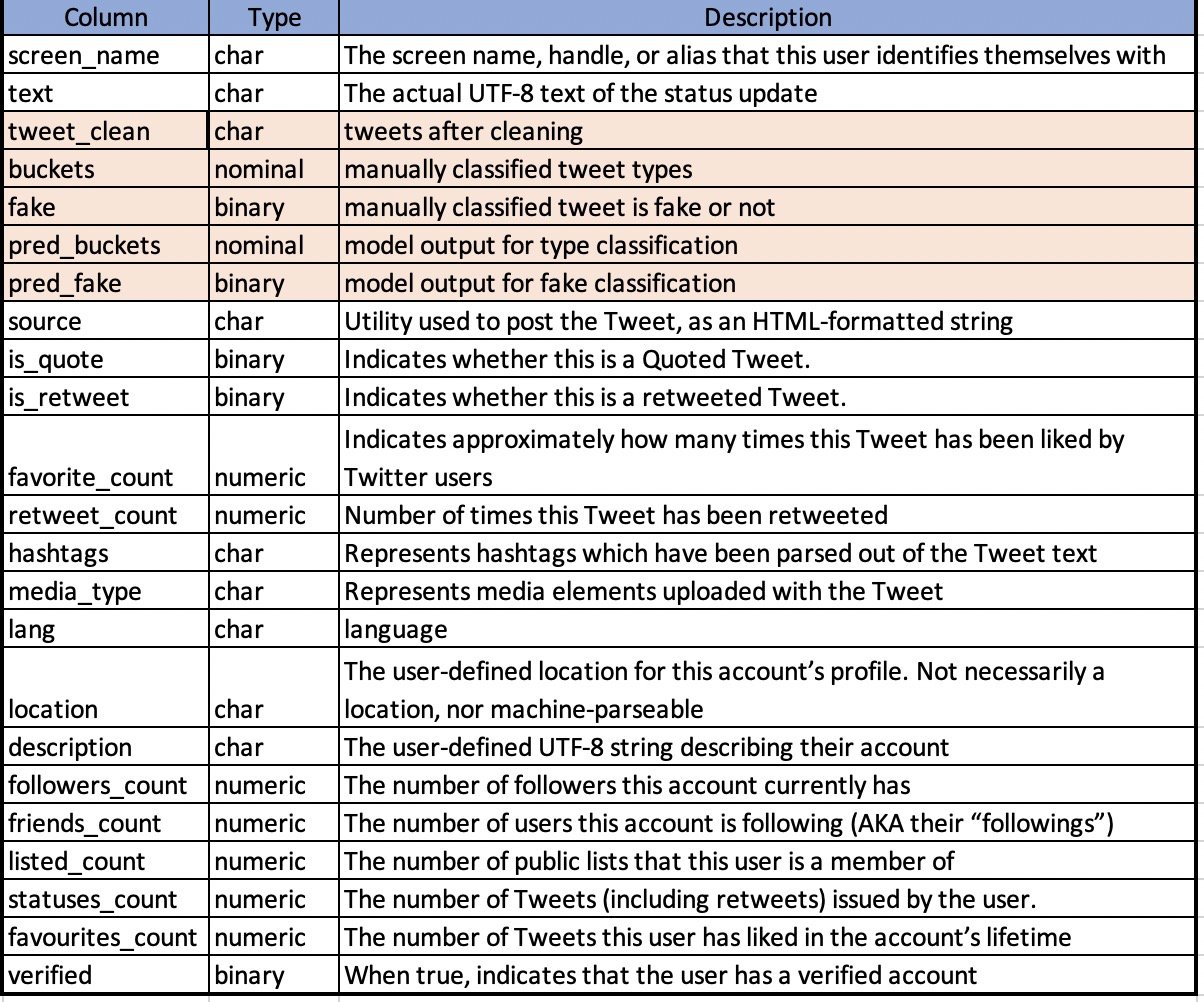 Column Type Description
screen_name char The screen name, handle, or alias that this user identifies themselves with
text char The actual UTF-8 text of the status update
tweet_clean char tweets after cleaning
buckets nominal manually classified tweet types
fake binary manually classified tweet is fake or not
pred_buckets nominal model output for type classification
pred_fake binary model output for fake classification
source char Utility used to post the Tweet, as an HTML-formatted string
is_quote binary Indicates whether this is a Quoted Tweet.
is_retweet binary Indicates whether this is a retweeted Tweet.
Indicates approximately how many times this Tweet has been liked by
favorite_count numeric Twitter users
retweet_count numeric Number of times this Tweet has been retweeted
hashtags char Represents hashtags which have been parsed out of the Tweet text
media_type char Represents media elements uploaded with the Tweet
lang char language
The user-defined location for this account’s profile. Not necessarily a
location char location, nor machine-parseable
description char The user-defined UTF-8 string describing their account
followers_count numeric The number of followers this account currently has
friends_count numeric The number of users this account is following (AKA their “followings”)
listed_count numeric The number of public lists that this user is a member of
statuses_count numeric The number of Tweets (including retweets) issued by the user.
favourites_count numeric The number of Tweets this user has liked in the account’s lifetime
verified binary When true, indicates that the user has a verified account